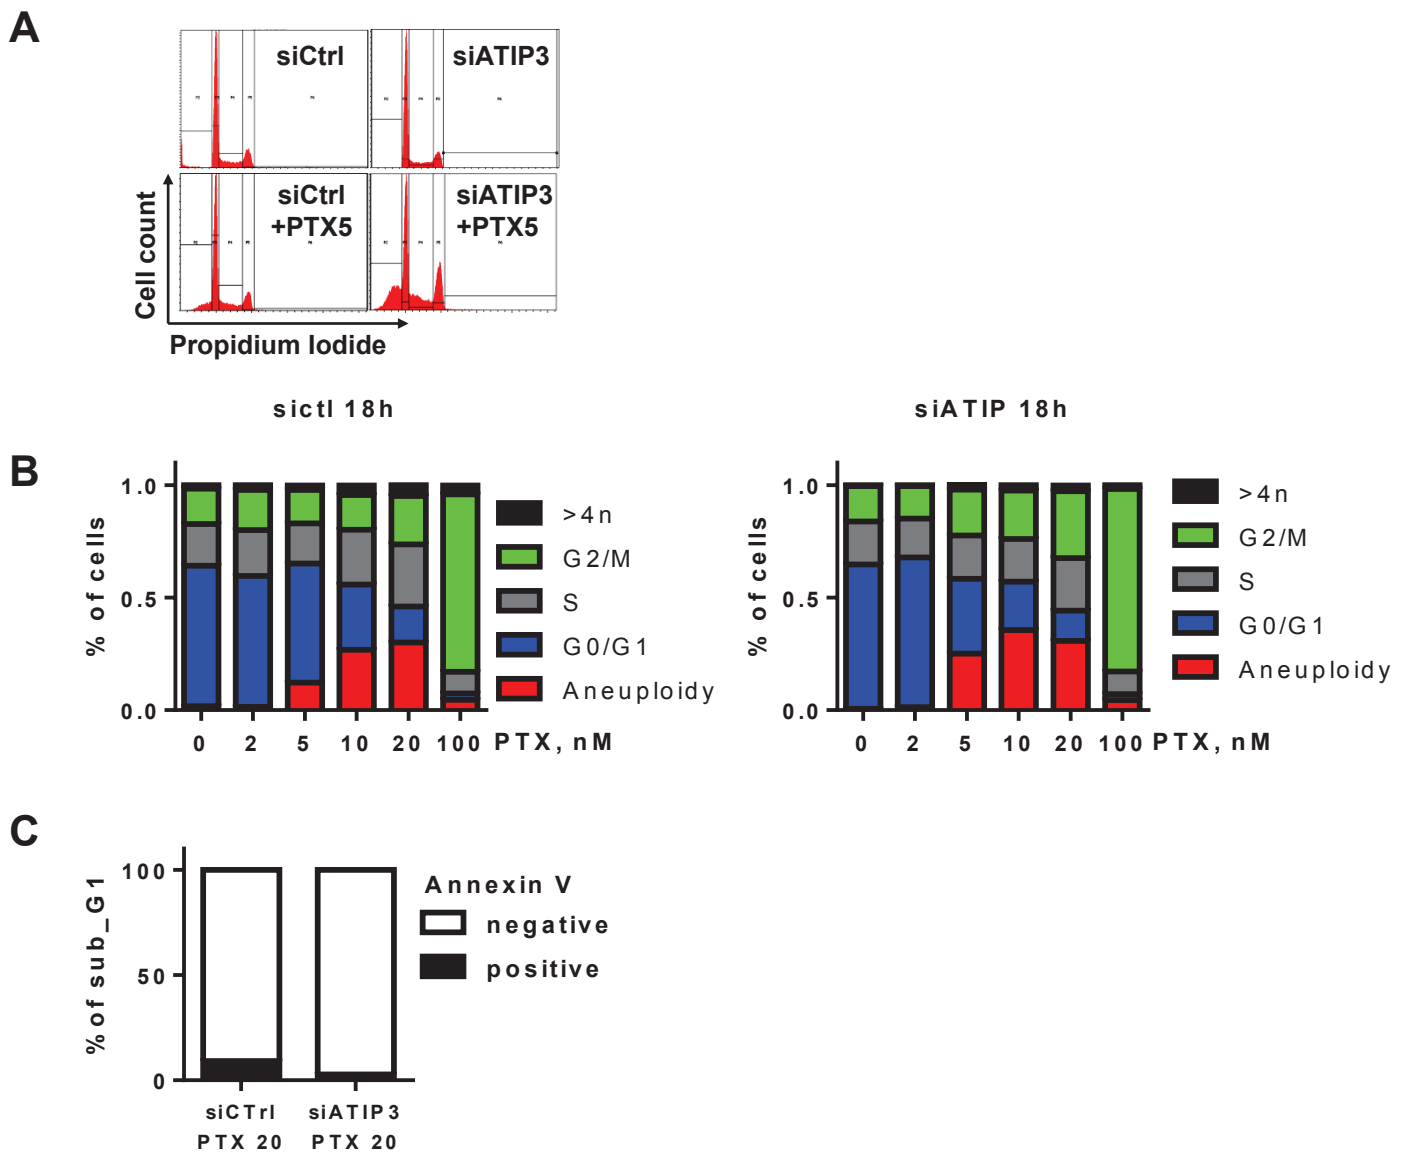 A
siCtrl
siATIP3
siCtrl
+PTX5
siATIP3
+PTX5
Cell count
Propidium Iodide
sictl 18h
siATIP 18h
B
% of cells
1.0
0.5
0.0
0 2 5 10 20 100 PTX, nM
>4n
G2/M
S
G0/G1
Aneuploidy
% of cells
1.0
0.5
0.0
0 2 5 10 20 100 PTX, nM
>4n
G2/M
S
G0/G1
Aneuploidy
C
% of sub_G1
100
50
0
siCTrl
PTX 20
siATIP3
PTX 20
Annexin V
negative
positive